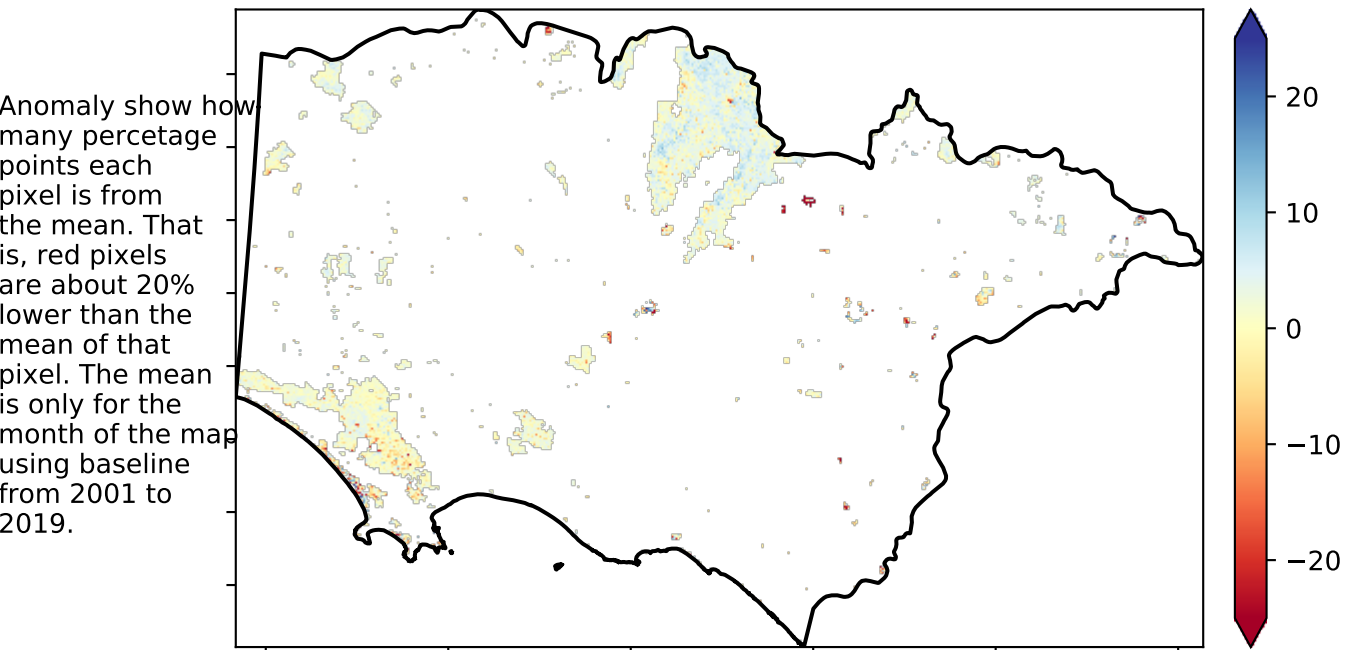 Anomaly show how
many percetage
points each
pixel is from
the mean. That
is, red pixels
are about 20%
lower than the
mean of that
pixel. The mean
is only for the
month of the map
using baseline
from 2001 to
2019.
20
10
0
−10
−20